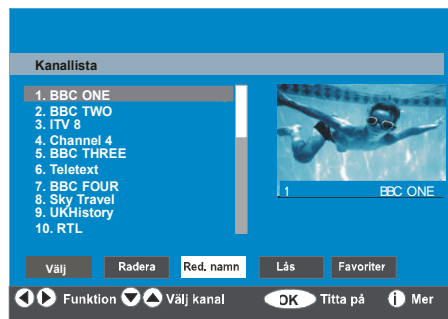 Kanallista
1. BBC ONE
2. BBC TWO
3. ITV 8
4. Channel 4
5. BBC THREE
6. Teletext
7. BBC FOUR
8. Sky Travel
9. UKHistory
10. RTL
1 BBC ONE
Välj Radera Red. namn Lås Favoriter
Funktion Välj kanal OK Titta på i Mer